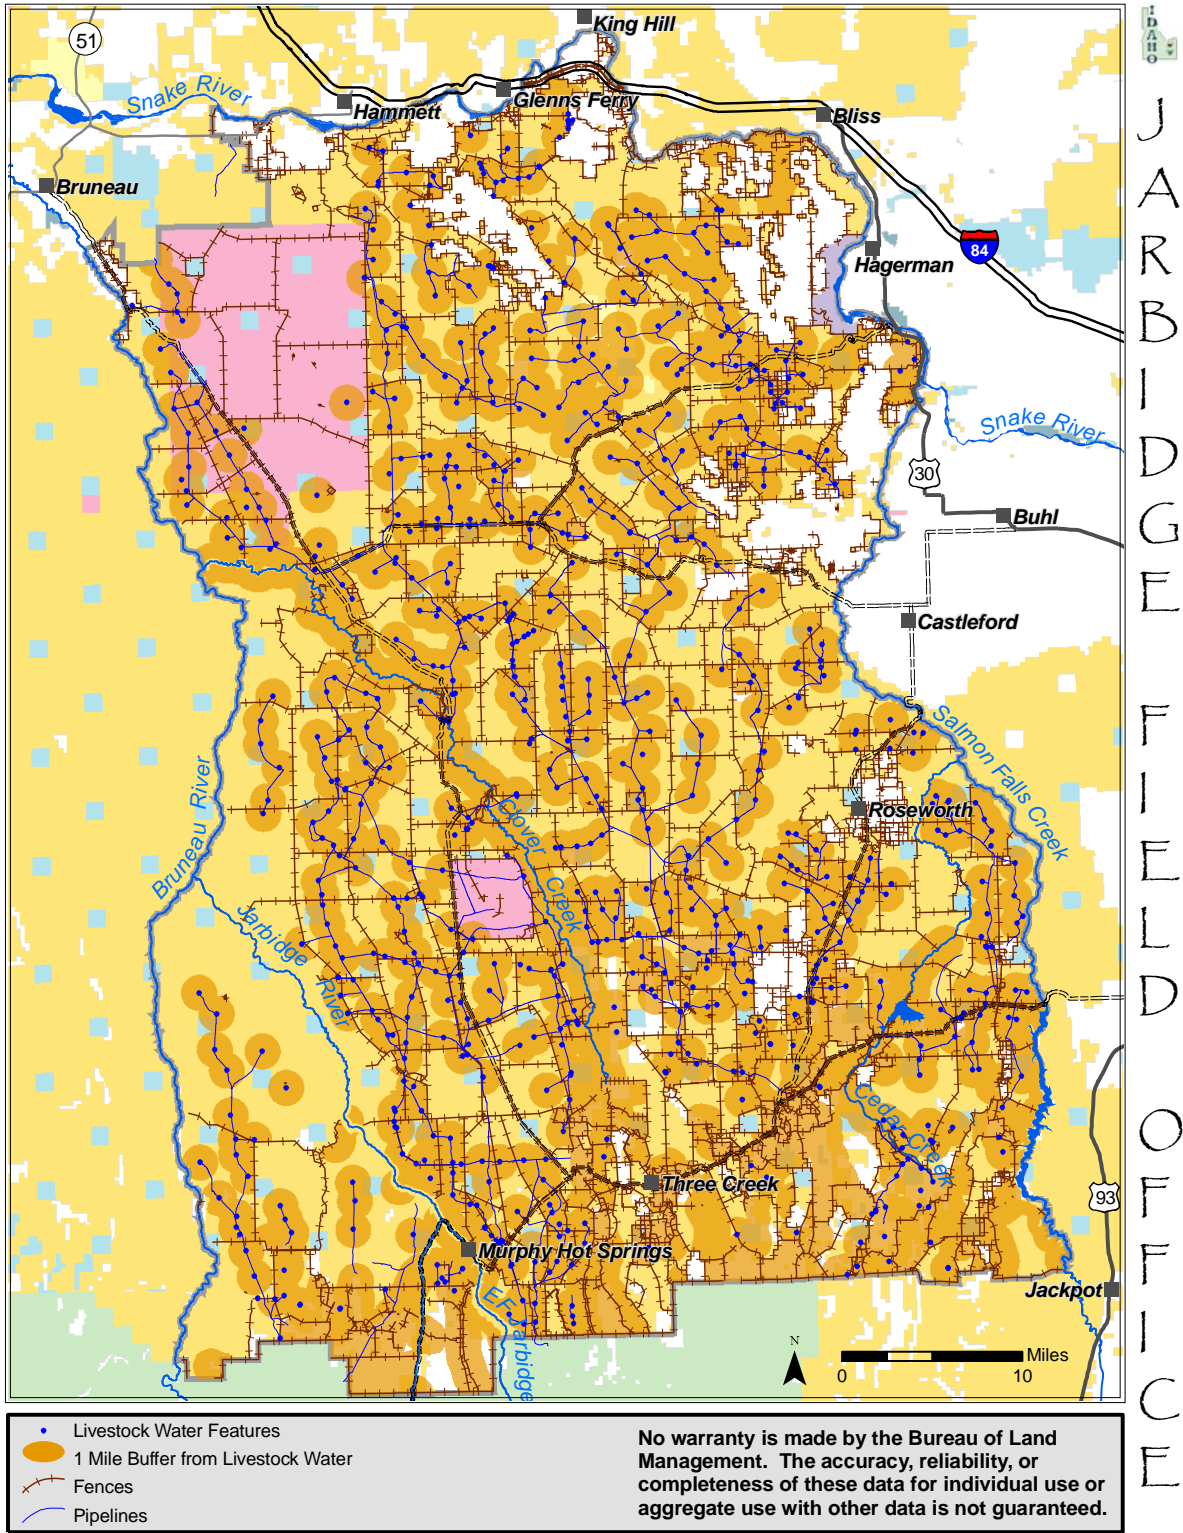 King Hill
51
IDAHO
Snake River
Hammett
Glenns Ferry
Bliss
Bruneau
84
Hagerman
Snake River
30
Buhl
Castleford
Salmon Falls Creek
Bruneau River
Clover Creek
Roseworth
Jarbidge River
Cedar Creek
Three Creek
93
Murphy Hot Springs
E.F. Jarbidge
Jackpot
N
Miles
0 10
JARBIDGE FIELD OFFICE
Livestock Water Features
1 Mile Buffer from Livestock Water
Fences
Pipelines
No warranty is made by the Bureau of Land
Management. The accuracy, reliability, or
completeness of these data for individual use or
aggregate use with other data is not guaranteed.